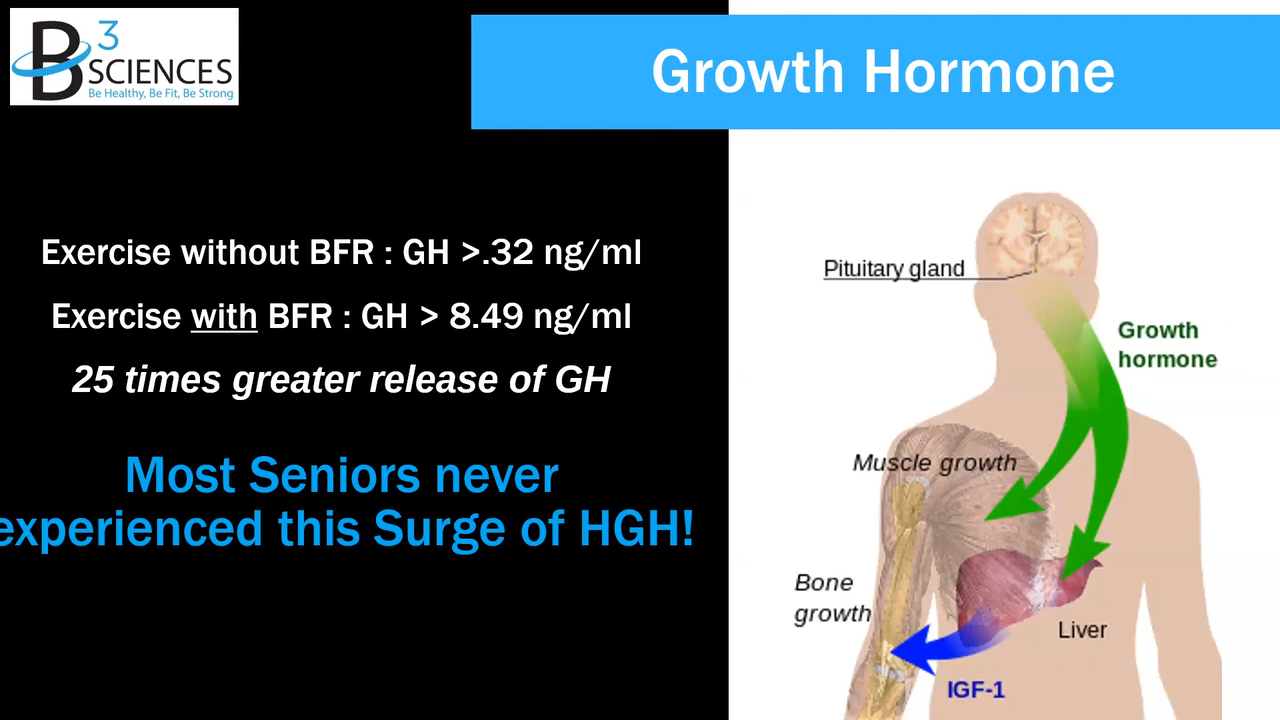 B3 SCIENCES
Be Healthy, Be Fit, Be Strong
Growth Hormone
Exercise without BFR : GH >.32 ng/ml
Exercise with BFR : GH > 8.49 ng/ml
25 times greater release of GH
Most Seniors never
experienced this Surge of HGH!
Pituitary gland
Growth
hormone
Muscle growth
Bone
growth
Liver
IGF-1